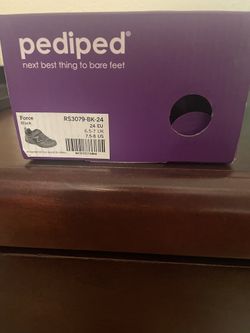 pediped®
next best thing to bare feet
Force
Black
RS3079-BK-24
24 EU
6.5-7 UK
7.5-8 US